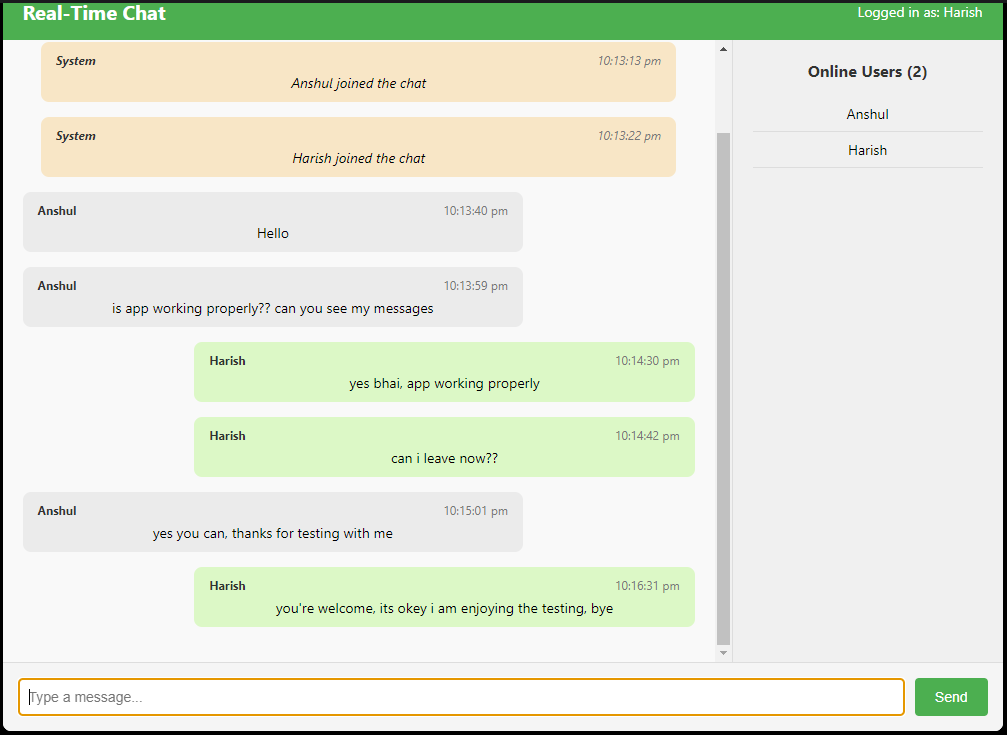 Real-Time Chat
Logged in as: Harish
System 10:13:13 pm
Anshul joined the chat
System 10:13:22 pm
Harish joined the chat
Anshul 10:13:40 pm
Hello
Anshul 10:13:59 pm
is app working properly?? can you see my messages
Harish 10:14:30 pm
yes bhai, app working properly
Harish 10:14:42 pm
can i leave now??
Anshul 10:15:01 pm
yes you can, thanks for testing with me
Harish 10:16:31 pm
you're welcome, its okey i am enjoying the testing, bye
Online Users (2)
Anshul
Harish
Type a message...
Send